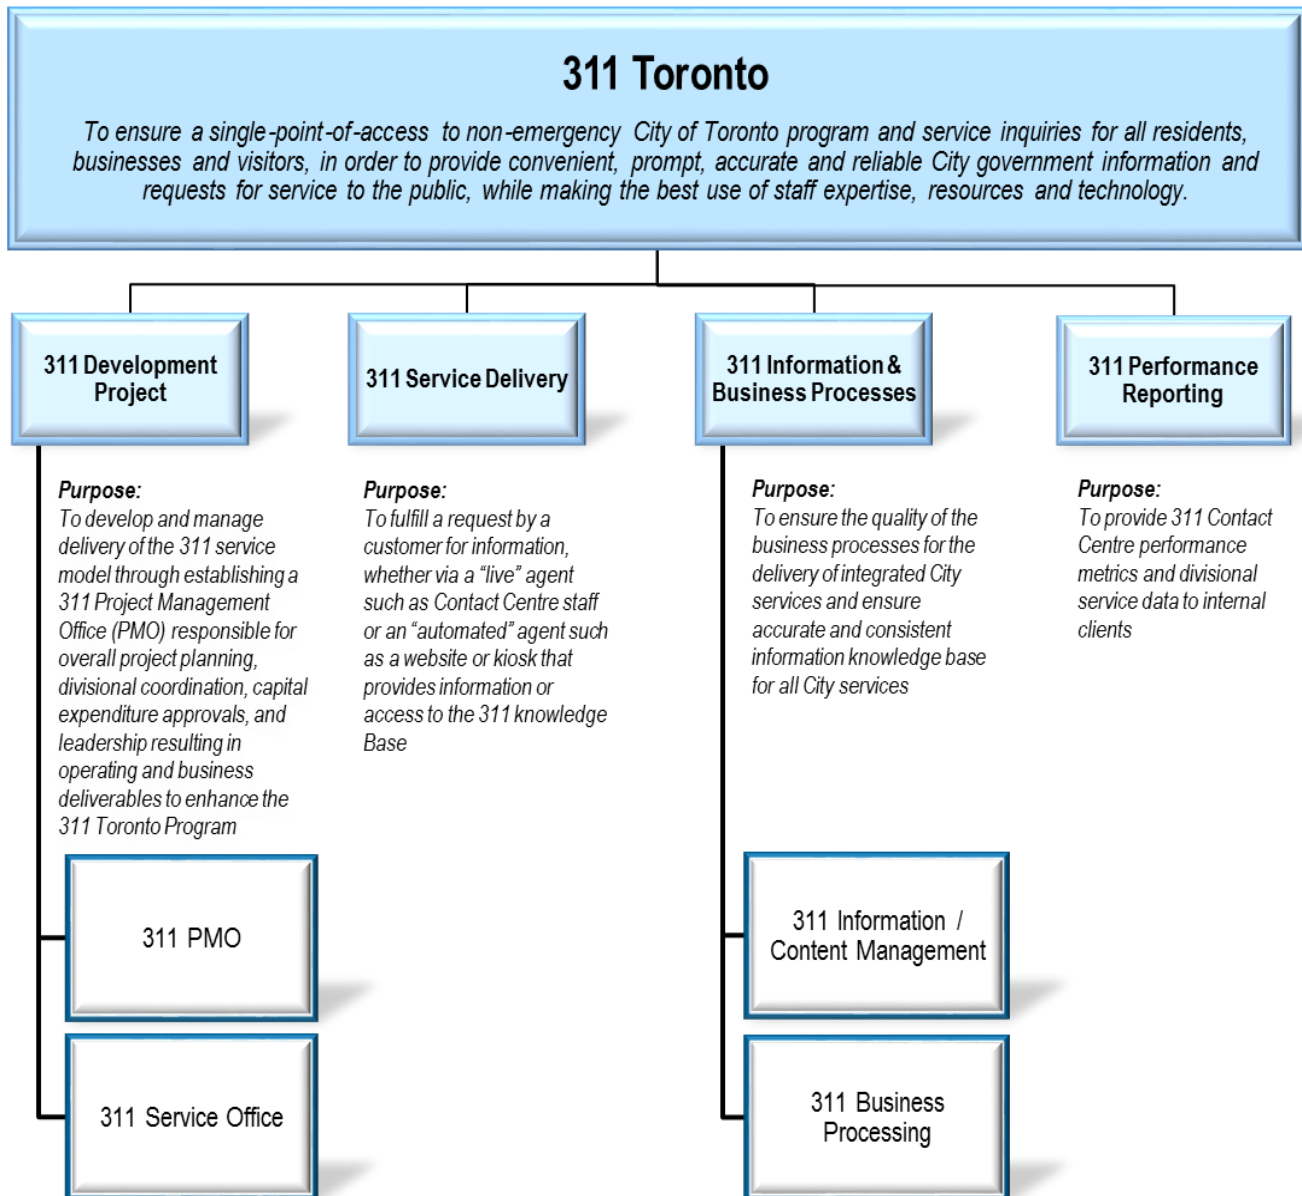 311 Toronto
To ensure a single-point-of-access to non-emergency City of Toronto program and service inquiries for all residents,
businesses and visitors, in order to provide convenient, prompt, accurate and reliable City government information and
requests for service to the public, while making the best use of staff expertise, resources and technology.
311 Development
Project
311 Service Delivery
311 Information &
Business Processes
311 Performance
Reporting
Purpose:
To develop and manage
delivery of the 311 service
model through establishing a
311 Project Management
Office (PMO) responsible for
overall project planning,
divisional coordination, capital
expenditure approvals, and
leadership resulting in
operating and business
deliverables to enhance the
311 Toronto Program
Purpose:
To fulfill a request by a
customer for information,
whether via a “live” agent
such as Contact Centre staff
or an “automated” agent such
as a website or kiosk that
provides information or
access to the 311 knowledge
Base
Purpose:
To ensure the quality of the
business processes for the
delivery of integrated City
services and ensure
accurate and consistent
information knowledge base
for all City services
Purpose:
To provide 311 Contact
Centre performance
metrics and divisional
service data to internal
clients
311 PMO
311 Service Office
311 Information /
Content Management
311 Business
Processing